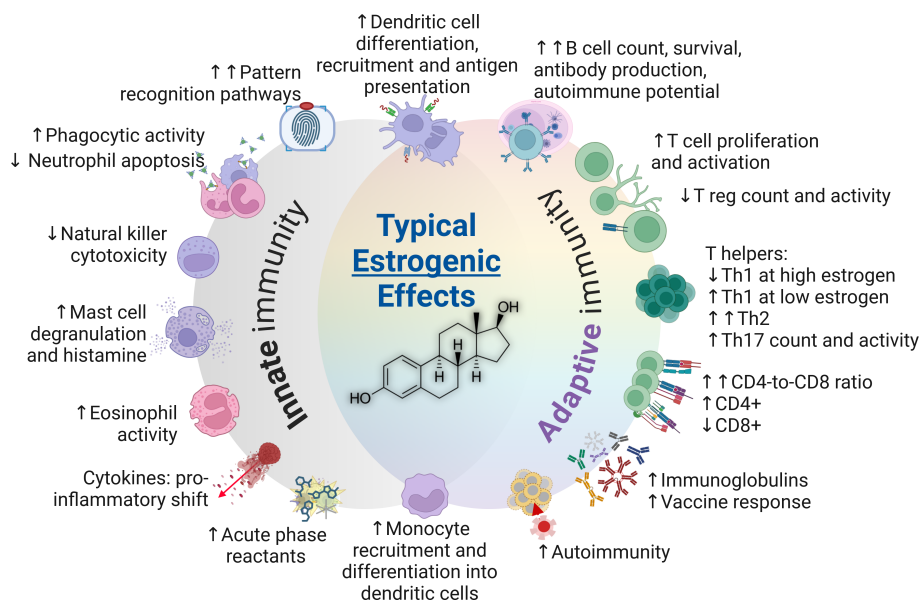 ↑Dendritic cell
differentiation,
recruitment and antigen
presentation
↑↑Pattern
recognition pathways
↑Phagocytic activity
↓ Neutrophil apoptosis
↓Natural killer
cytotoxicity
↑Mast cell
degranulation
and histamine
↑Eosinophil
activity
Cytokines: pro-
inflammatory shift
↑Acute phase
reactants
↑Monocyte
recruitment and
differentiation into
dendritic cells
Innate immunity
Typical
Estrogenic
Effects
OH
H
H
H
HO
Adaptive immunity
↑↑B cell count, survival,
antibody production,
autoimmune potential
↑T cell proliferation
and activation
↓T reg count and activity
T helpers:
↓Th1 at high estrogen
↑Th1 at low estrogen
↑↑Th2
↑Th17 count and activity
↑↑CD4-to-CD8 ratio
↑CD4+
↓CD8+
↑Immunoglobulins
↑Vaccine response
↑Autoimmunity